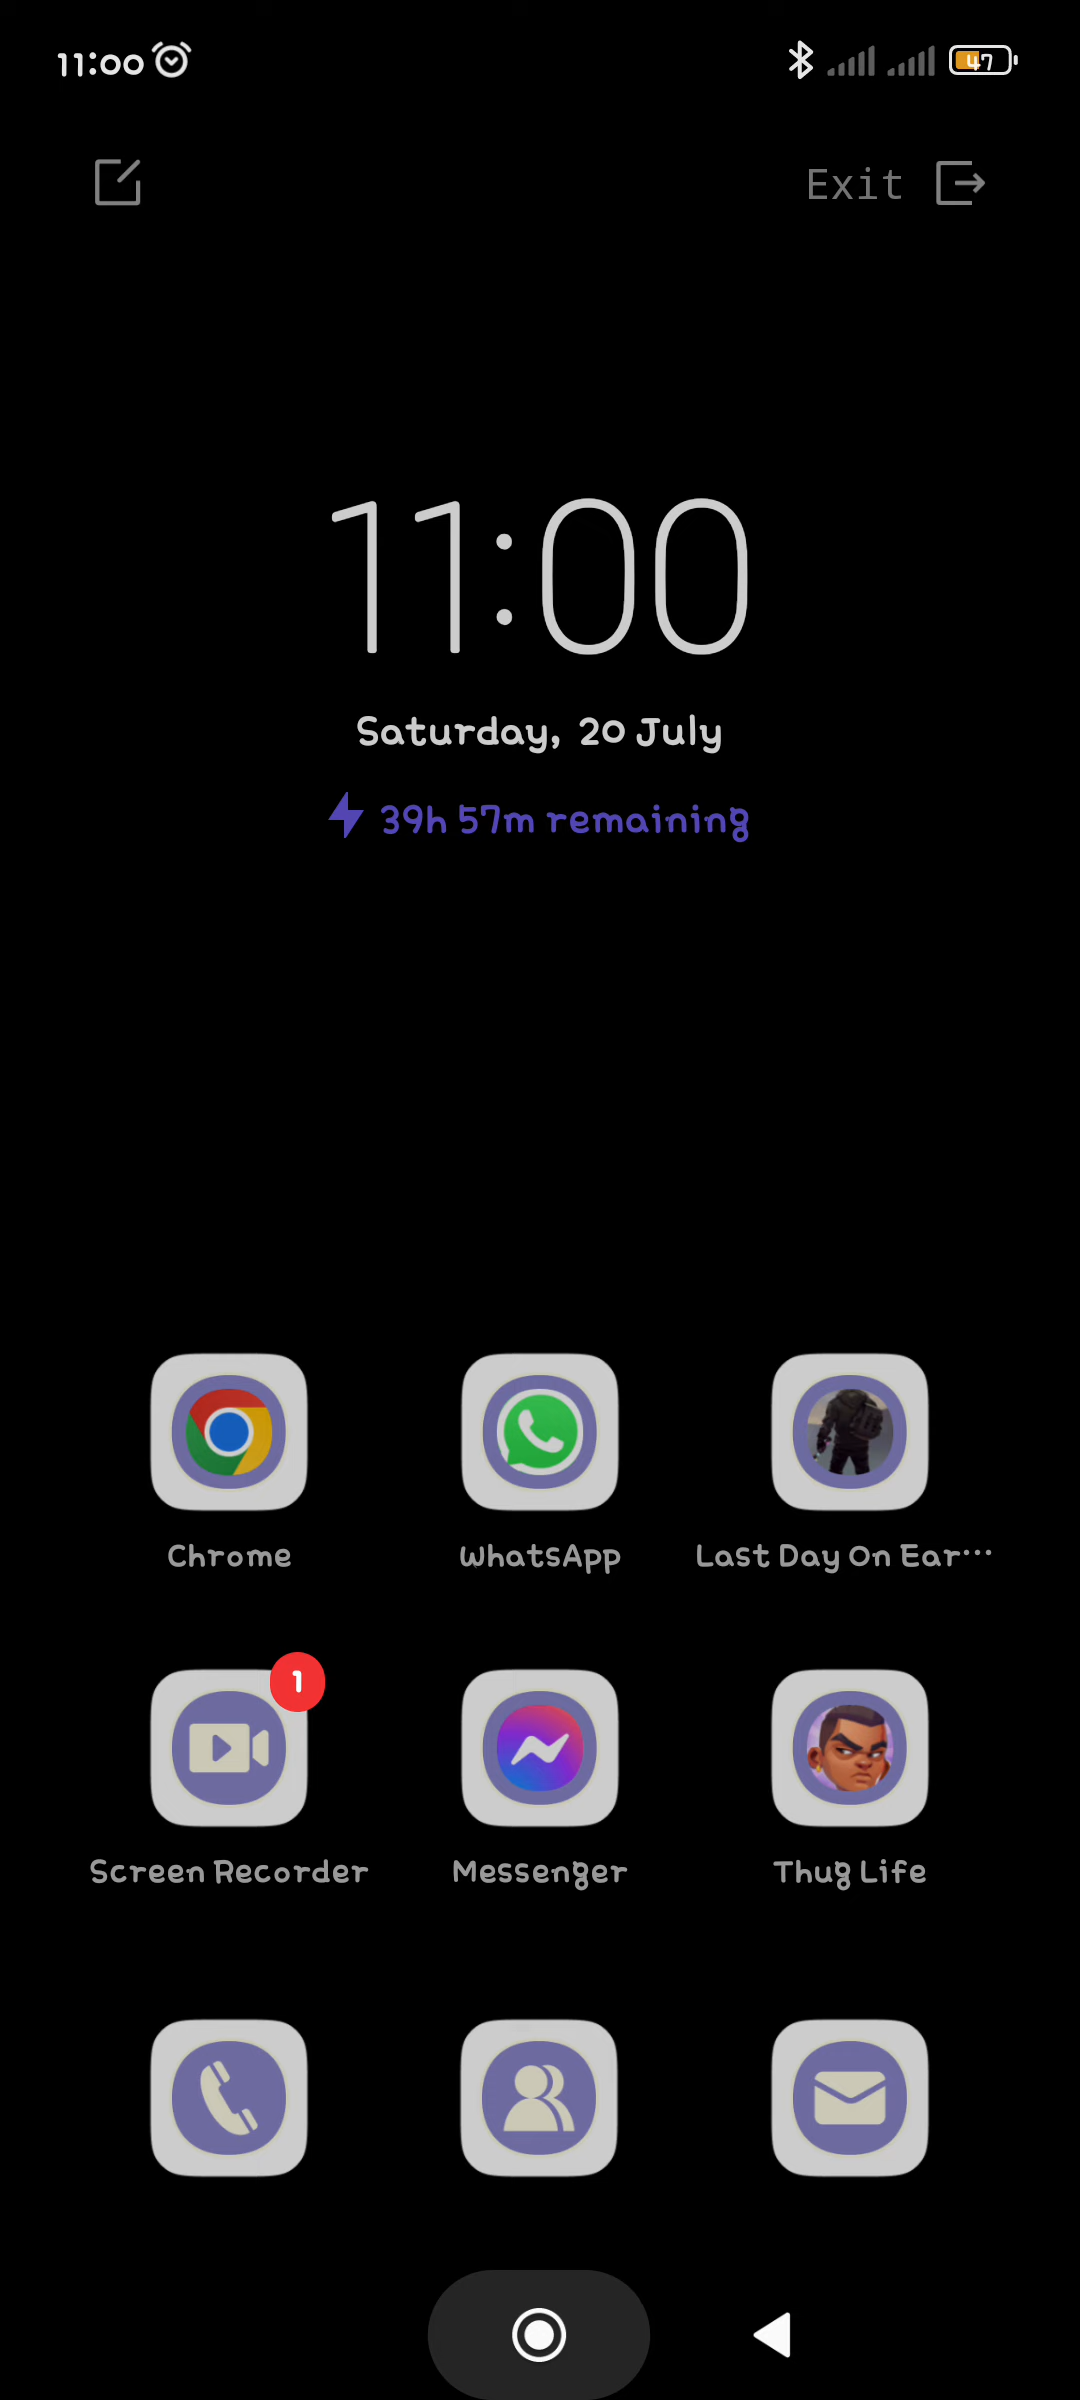 11:00
47
Exit
11:00
Saturday, 20 July
39h 57m remaining
Chrome
WhatsApp
Last Day On Ear...
1
Screen Recorder
Messenger
Thug Life